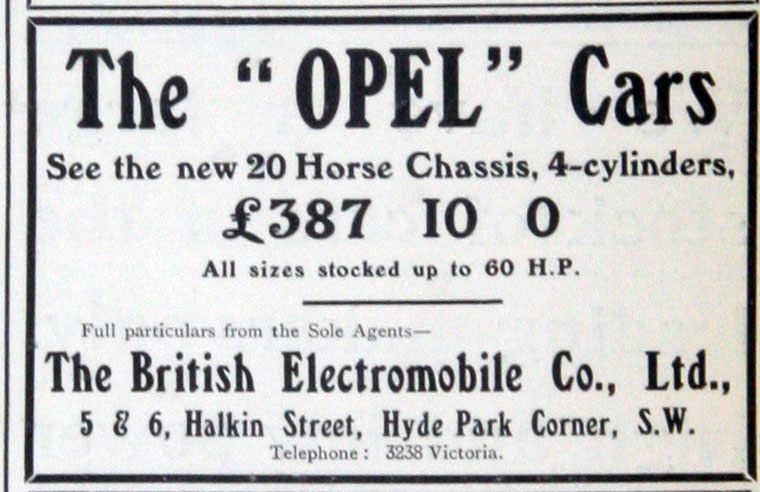 The “OPEL” Cars
See the new 20 Horse Chassis, 4-cylinders,
£387 10 0
All sizes stocked up to 60 H.P.
Full particulars from the Sole Agents—
The British Electromobile Co., Ltd.,
5 & 6, Halkin Street, Hyde Park Corner, S.W.
Telephone: 3238 Victoria.